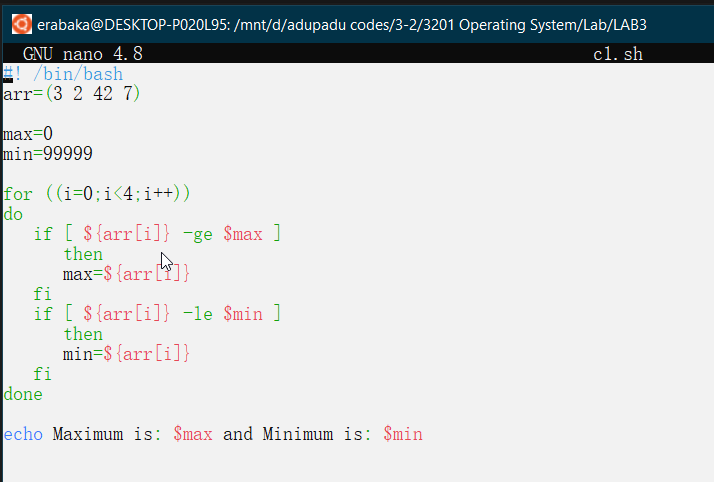 erabaka@DESKTOP-P020L95: /mnt/d/adupadu codes/3-2/3201 Operating System/Lab/LAB3
GNU nano 4.8 cl.sh
#! /bin/bash
arr=(3 2 42 7)
max=0
min=99999
for ((i=0;i<4;i++))
do
if [ ${arr[i]} -ge $max ]
then
max=${arr[i]}
fi
if [ ${arr[i]} -le $min ]
then
min=${arr[i]}
fi
done
echo Maximum is: $max and Minimum is: $min